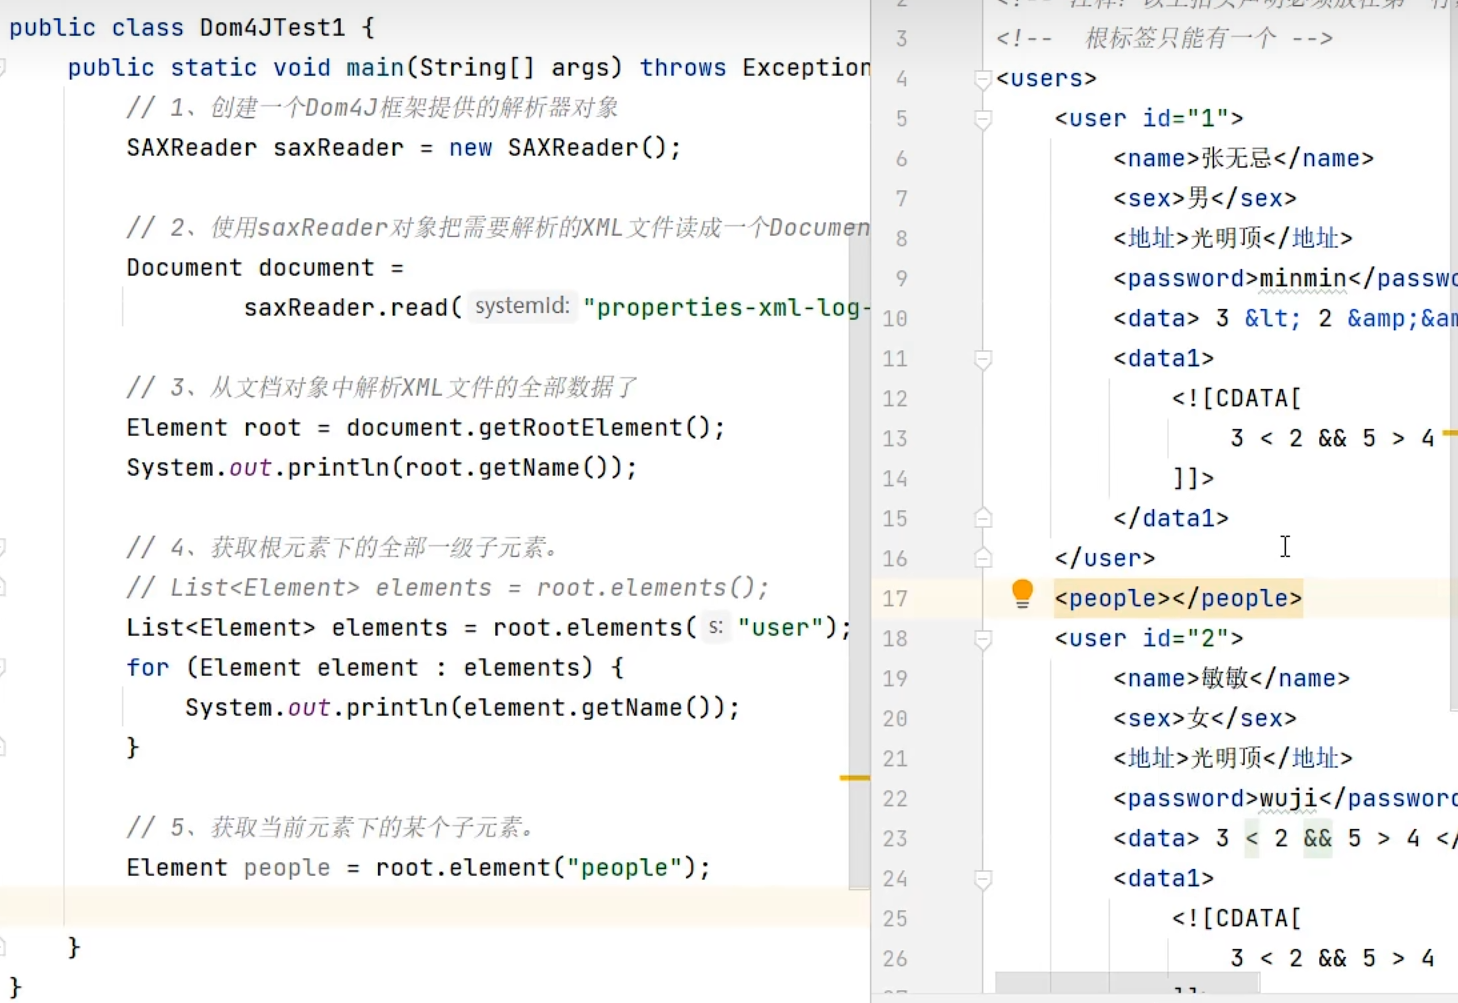 public class Dom4JTest1 {
public static void main(String[] args) throws Exception
// 1、创建一个Dom4J框架提供的解析器对象
SAXReader saxReader = new SAXReader();
// 2、使用saxReader对象把需要解析的XML文件读成一个Documen
Document document =
saxReader.read( systemId: "properties-xml-log-
// 3、从文档对象中解析XML文件的全部数据了
Element root = document.getRootElement();
System.out.println(root.getName());
// 4、获取根元素下的全部一级子元素。
// List<Element> elements = root.elements();
List<Element> elements = root.elements( s: "user");
for (Element element : elements) {
System.out.println(element.getName());
}
// 5、获取当前元素下的某个子元素。
Element people = root.element("people");
}
}
3 <!-- 根标签只能有一个 -->
4 <users>
5 <user id="1">
6 <name>张无忌</name>
7 <sex>男</sex>
8 <地址>光明顶</地址>
9 <password>minmin</passwo
10 <data> 3 &lt; 2 &amp;&am
11 <data1>
12 <![CDATA[
13 3 < 2 && 5 > 4
14 ]]>
15 </data1>
16 </user>
17 <people></people>
18 <user id="2">
19 <name>敏敏</name>
20 <sex>女</sex>
21 <地址>光明顶</地址>
22 <password>wuji</password
23 <data> 3 < 2 && 5 > 4 </
24 <data1>
25 <![CDATA[
26 3 < 2 && 5 > 4